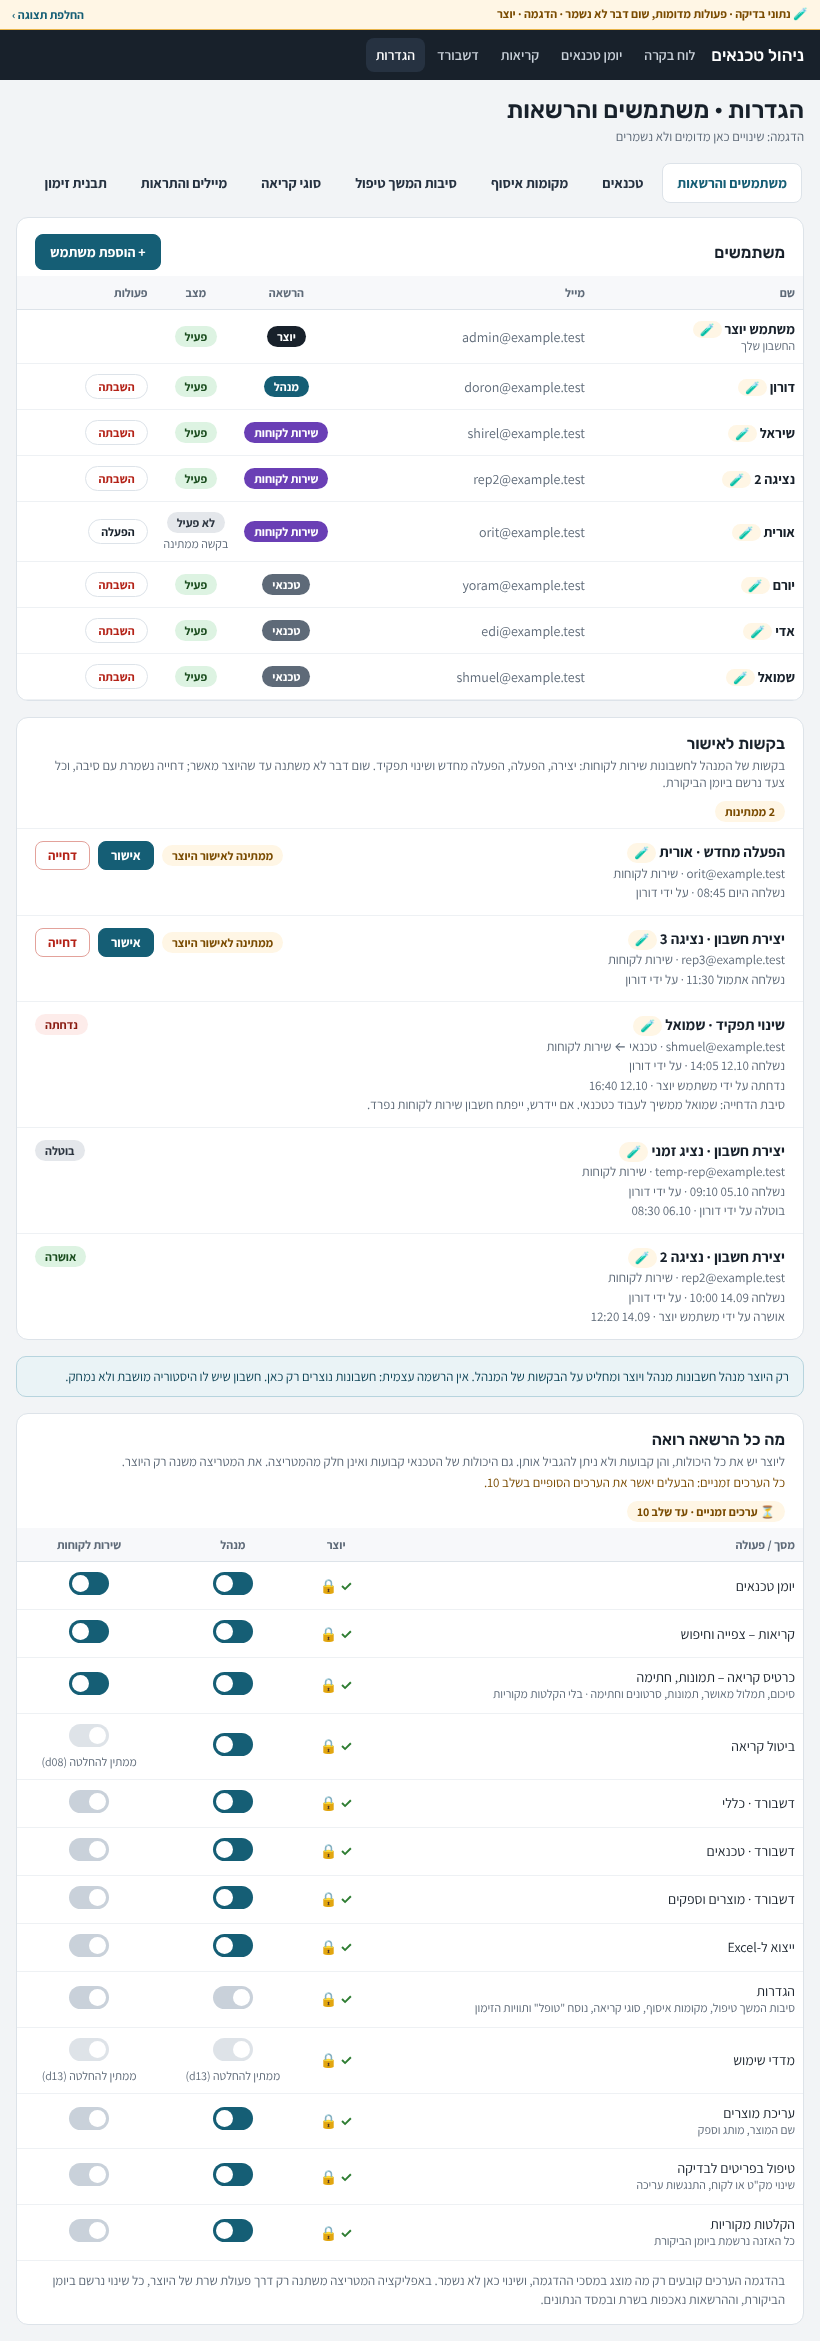 🧪 נתוני בדיקה · פעולות מדומות, שום דבר לא נשמר · הדגמה · יוצר
החלפת תצוגה ›
ניהול טכנאים
לוח בקרה
יומן טכנאים
קריאות
דשבורד
הגדרות
הגדרות • משתמשים והרשאות
הדגמה: שינויים כאן מדומים ולא נשמרים
משתמשים והרשאות
טכנאים
מקומות איסוף
סיבות המשך טיפול
סוגי קריאה
מיילים והתראות
תבנית זימון
משתמשים
+ הוספת משתמש
שם מייל הרשאה מצב פעולות
משתמש יוצר 🧪 admin@example.test יוצר פעיל
החשבון שלך
דורון 🧪 doron@example.test מנהל פעיל השבתה
שיראל 🧪 shirel@example.test שירות לקוחות פעיל השבתה
נציגה 2 🧪 rep2@example.test שירות לקוחות פעיל השבתה
אורית 🧪 orit@example.test שירות לקוחות לא פעיל הפעלה
בקשה ממתינה
יורם 🧪 yoram@example.test טכנאי פעיל השבתה
אדי 🧪 edi@example.test טכנאי פעיל השבתה
שמואל 🧪 shmuel@example.test טכנאי פעיל השבתה
בקשות לאישור
בקשות של המנהל לחשבונות שירות לקוחות: יצירה, הפעלה, הפעלה מחדש ושינוי תפקיד. שום דבר לא משתנה עד שהיוצר מאשר; דחייה נשמרת עם סיבה, וכל
צעד נרשם ביומן הביקורת.
2 ממתינות
הפעלה מחדש · אורית 🧪 ממתינה לאישור היוצר אישור דחייה
orit@example.test · שירות לקוחות
נשלחה היום 08:45 · על ידי דורון
יצירת חשבון · נציגה 3 🧪 ממתינה לאישור היוצר אישור דחייה
rep3@example.test · שירות לקוחות
נשלחה אתמול 11:30 · על ידי דורון
שינוי תפקיד · שמואל 🧪 נדחתה
shmuel@example.test · טכנאי ← שירות לקוחות
נשלחה 12.10 14:05 · על ידי דורון
נדחתה על ידי משתמש יוצר · 12.10 16:40
סיבת הדחייה: שמואל ממשיך לעבוד כטכנאי. אם יידרש, ייפתח חשבון שירות לקוחות נפרד.
יצירת חשבון · נציג זמני 🧪 בוטלה
temp-rep@example.test · שירות לקוחות
נשלחה 05.10 09:10 · על ידי דורון
בוטלה על ידי דורון · 06.10 08:30
יצירת חשבון · נציגה 2 🧪 אושרה
rep2@example.test · שירות לקוחות
נשלחה 14.09 10:00 · על ידי דורון
אושרה על ידי משתמש יוצר · 14.09 12:20
רק היוצר מנהל חשבונות מנהל ויוצר ומחליט על הבקשות של המנהל. אין הרשמה עצמית: חשבונות נוצרים רק כאן. חשבון שיש לו היסטוריה מושבת ולא נמחק.
מה כל הרשאה רואה
ליוצר יש את כל היכולות, והן קבועות ולא ניתן להגביל אותן. גם היכולות של הטכנאי קבועות ואינן חלק מהמטריצה. את המטריצה משנה רק היוצר.
כל הערכים זמניים: הבעלים יאשר את הערכים הסופיים בשלב 10.
⏳ ערכים זמניים · עד שלב 10
מסך / פעולה יוצר מנהל שירות לקוחות
יומן טכנאים ✓ 🔒
קריאות – צפייה וחיפוש ✓ 🔒
כרטיס קריאה – תמונות, חתימה ✓ 🔒
סיכום, תמלול מאושר, תמונות, סרטונים וחתימה · בלי הקלטות מקוריות
ביטול קריאה ✓ 🔒
ממתין להחלטה (d08)
דשבורד · כללי ✓ 🔒
דשבורד · טכנאים ✓ 🔒
דשבורד · מוצרים וספקים ✓ 🔒
ייצוא ל-Excel ✓ 🔒
הגדרות ✓ 🔒
סיבות המשך טיפול, מקומות איסוף, סוגי קריאה, נוסח "טופל" ותוויות הזימון
מדדי שימוש ✓ 🔒
ממתין להחלטה (d13) ממתין להחלטה (d13)
עריכת מוצרים ✓ 🔒
שם המוצר, מותג וספק
טיפול בפריטים לבדיקה ✓ 🔒
שינוי מק"ט או לקוח, התנגשות עריכה
הקלטות מקוריות ✓ 🔒
כל האזנה נרשמת ביומן הביקורת
בהדגמה הערכים קובעים רק מה מוצג במסכי ההדגמה, ושינוי כאן לא נשמר. באפליקציה המטריצה משתנה רק דרך פעולת שרת של היוצר, כל שינוי נרשם ביומן
הביקורת, וההרשאות נאכפות בשרת ובמסד הנתונים.